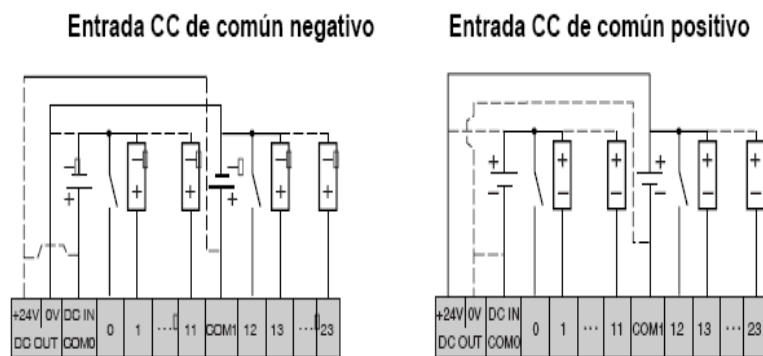 Entrada CC de común negativo
Entrada CC de común positivo
− + − + − + − + − + − +
+24V 0V DC IN 0 1 ... 11 COM1 12 13 ... 23
DC OUT COM0
+ − + − + − + − + − + −
+24V 0V DC IN 0 1 ... 11 COM1 12 13 ... 23
DC OUT COM0